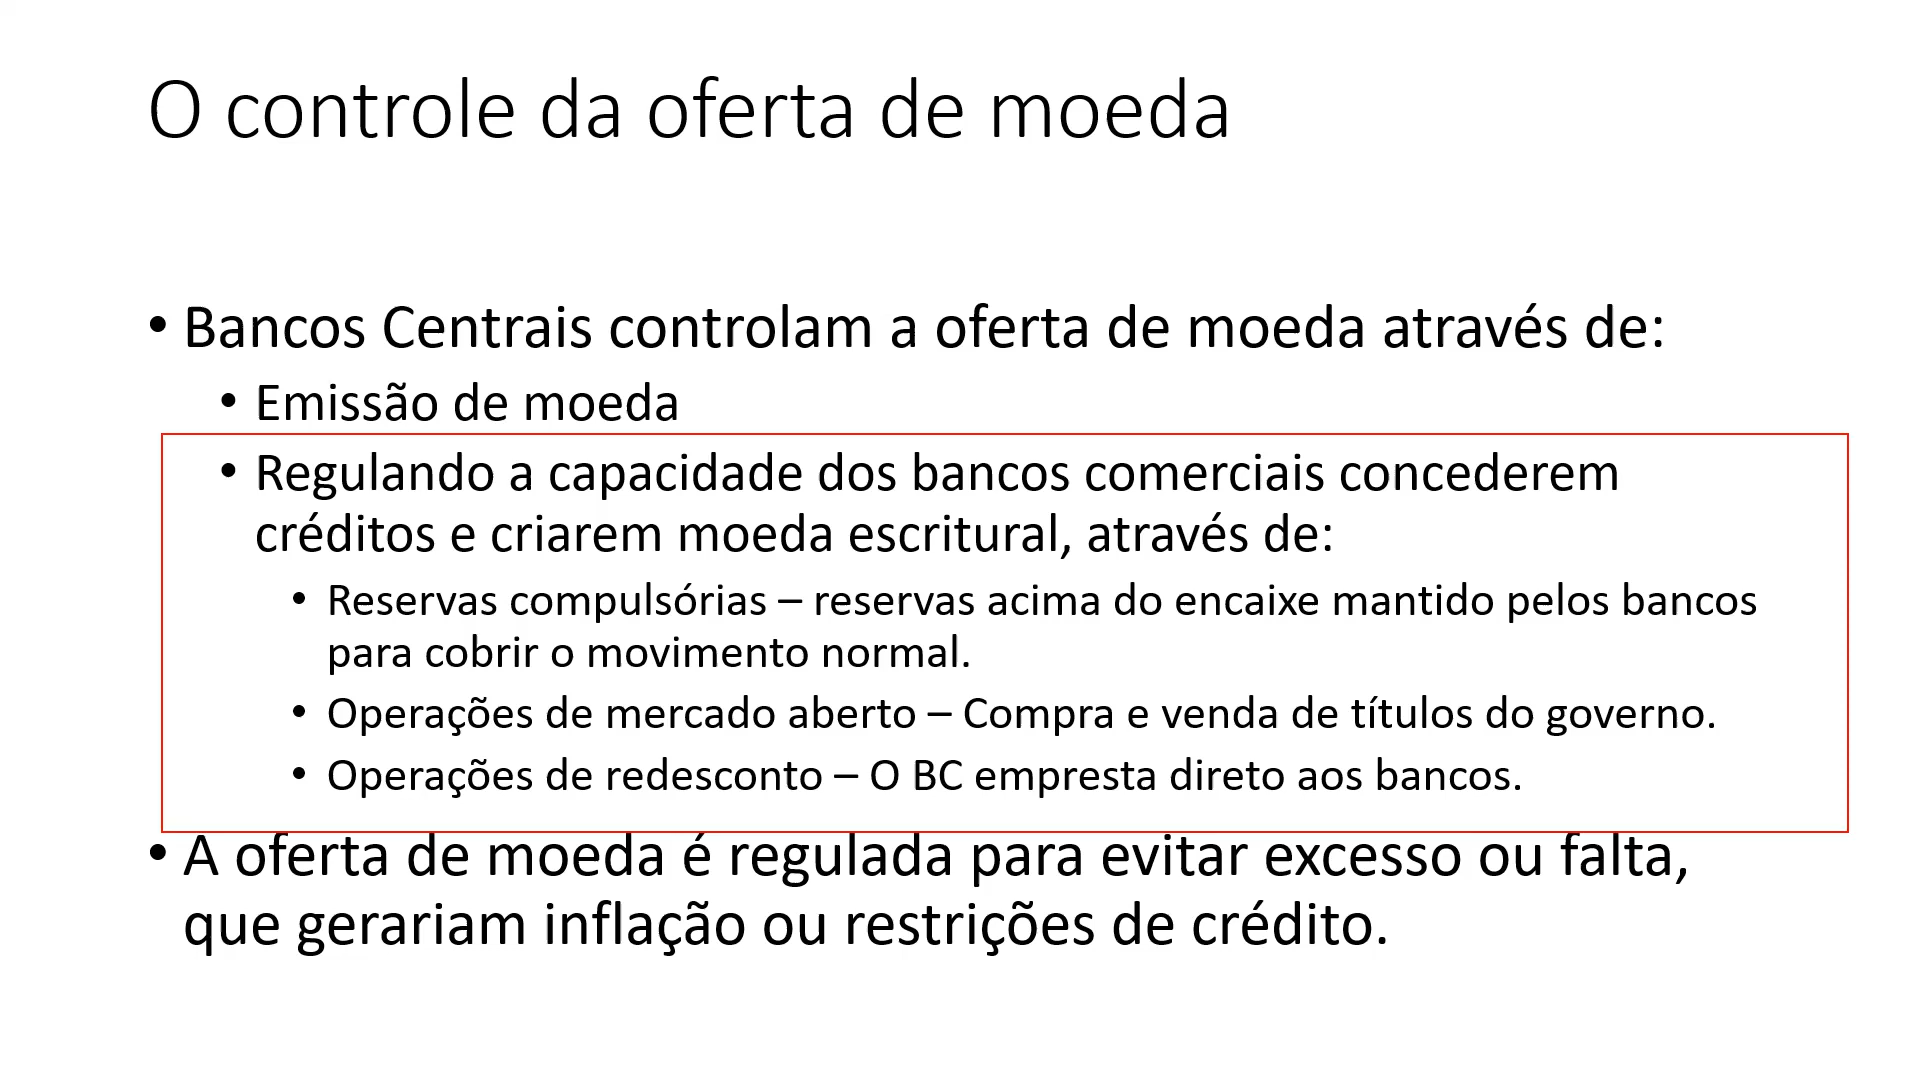 O controle da oferta de moeda
• Bancos Centrais controlam a oferta de moeda através de:
• Emissão de moeda
• Regulando a capacidade dos bancos comerciais concederem
créditos e criarem moeda escritural, através de:
• Reservas compulsórias – reservas acima do encaixe mantido pelos bancos
para cobrir o movimento normal.
• Operações de mercado aberto – Compra e venda de títulos do governo.
• Operações de redesconto – O BC empresta direto aos bancos.
• A oferta de moeda é regulada para evitar excesso ou falta,
que gerariam inflação ou restrições de crédito.